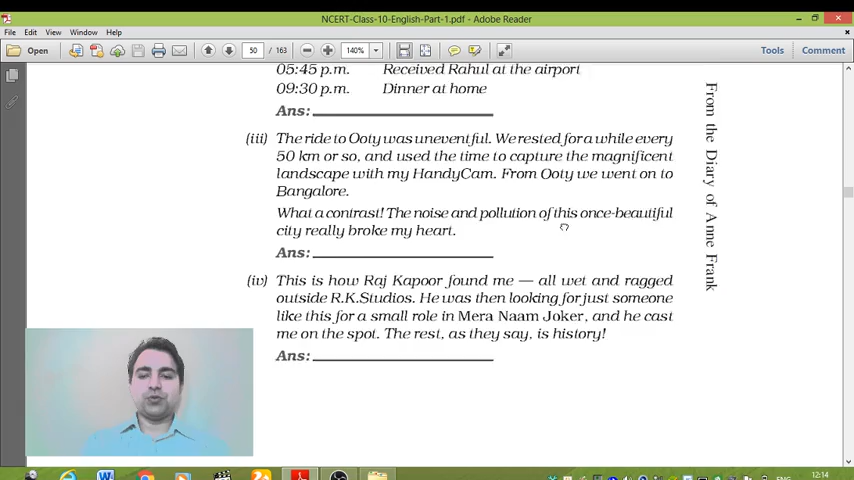 NCERT-Class-10-English-Part-1.pdf - Adobe Reader
File Edit View Window Help
Open 50 / 163 140% Tools Comment
05:45 p.m. Received Rahul at the airport
09:30 p.m. Dinner at home
Ans:
(iii) The ride to Ooty was uneventful. We rested for a while every
50 km or so, and used the time to capture the magnificent
landscape with my HandyCam. From Ooty we went on to
Bangalore.
What a contrast! The noise and pollution of this once-beautiful
city really broke my heart.
Ans:
(iv) This is how Raj Kapoor found me — all wet and ragged
outside R.K.Studios. He was then looking for just someone
like this for a small role in Mera Naam Joker, and he cast
me on the spot. The rest, as they say, is history!
Ans:
From the Diary of Anne Frank
ENG 12:14